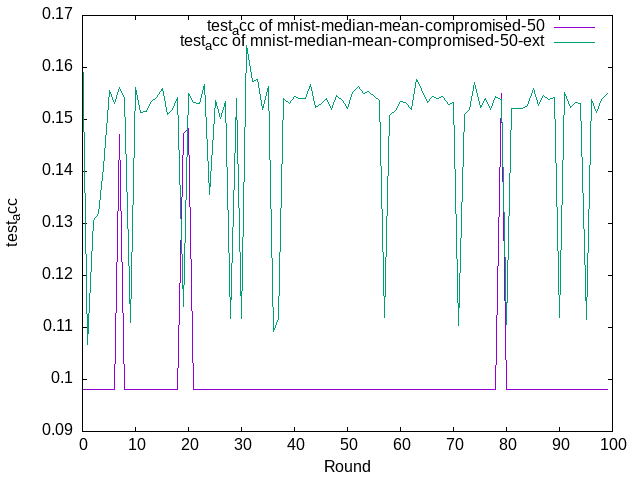 0.17
0.16
0.15
0.14
0.13
0.12
0.11
0.1
0.09
0 10 20 30 40 50 60 70 80 90 100
test_acc
Round
test_acc of mnist-median-mean-compromised-50
test_acc of mnist-median-mean-compromised-50-ext